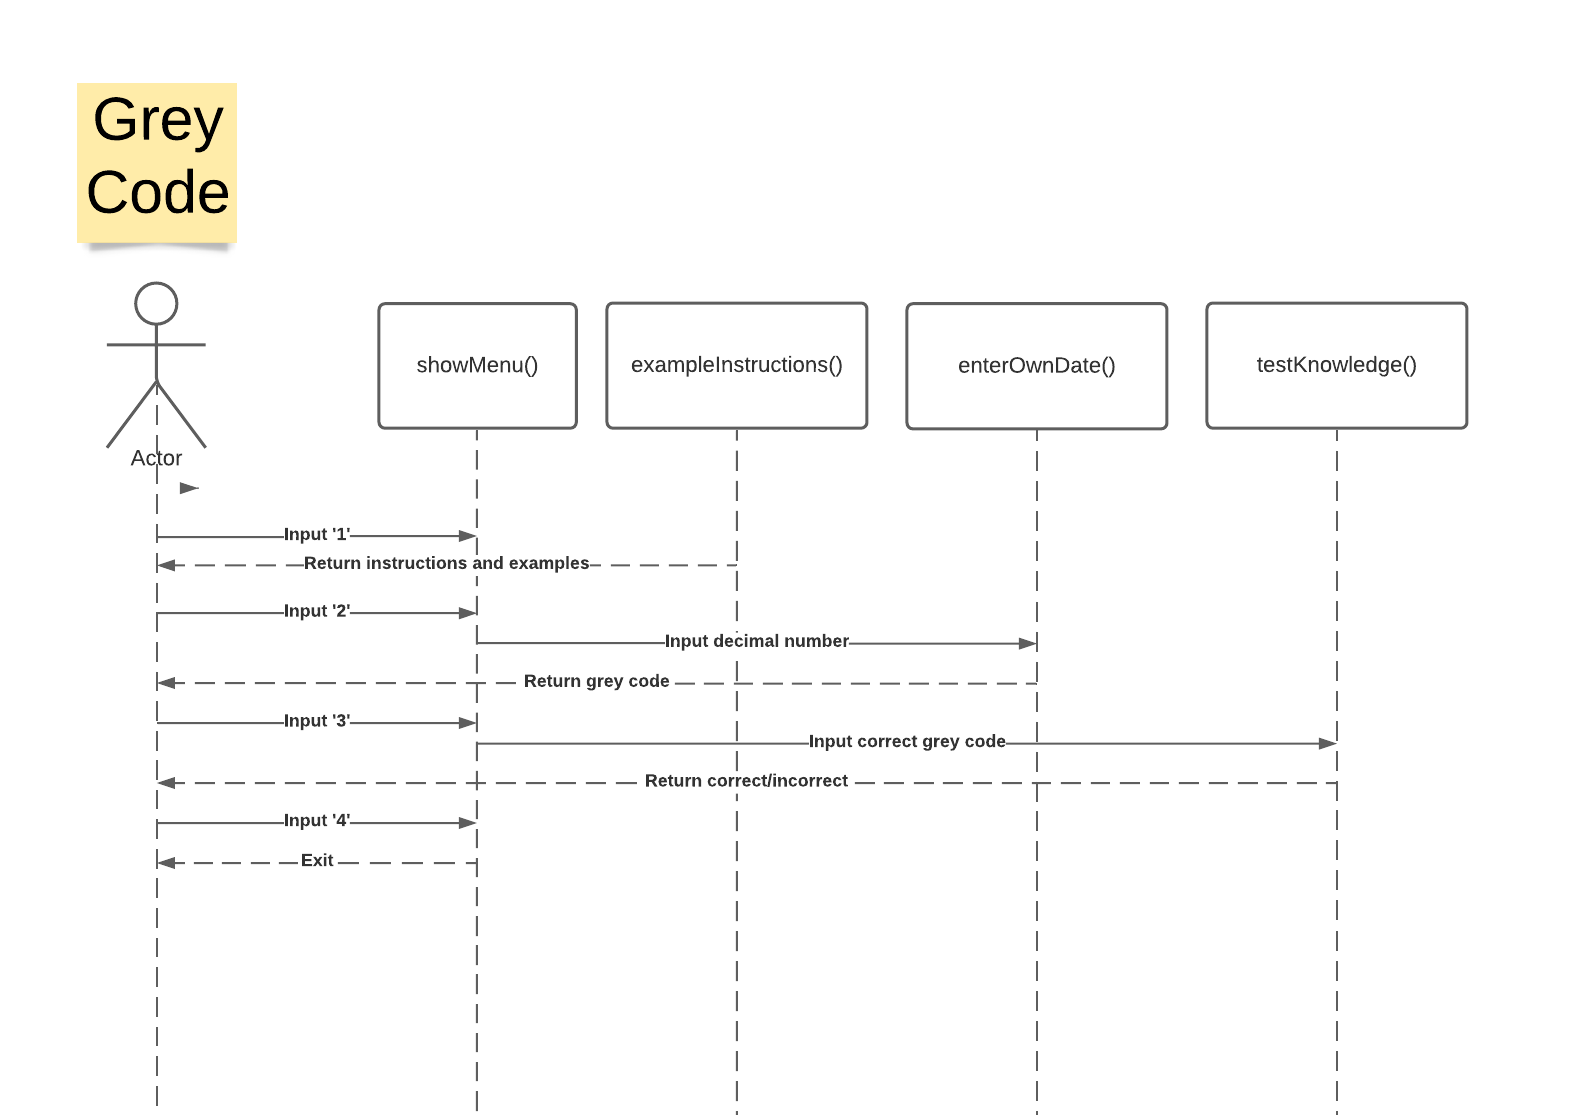 Grey
Code
showMenu()
exampleInstructions()
enterOwnDate()
testKnowledge()
Actor
Input '1'
Return instructions and examples
Input '2'
Input decimal number
Return grey code
Input '3'
Input correct grey code
Return correct/incorrect
Input '4'
Exit